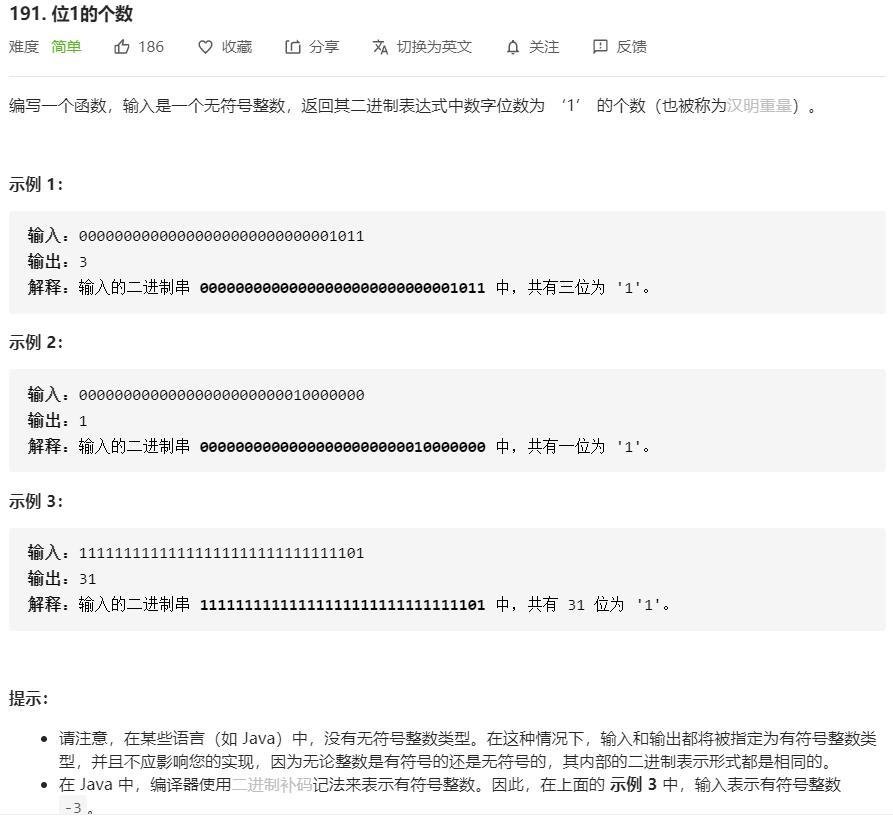 191. 位1的个数
难度 简单 186 收藏 分享 切换为英文 关注 反馈
编写一个函数，输入是一个无符号整数，返回其二进制表达式中数字位数为 ‘1’ 的个数（也被称为汉明重量）。
示例 1：
输入：00000000000000000000000000001011
输出：3
解释：输入的二进制串 00000000000000000000000000001011 中，共有三位为 '1'。
示例 2：
输入：00000000000000000000000010000000
输出：1
解释：输入的二进制串 00000000000000000000000010000000 中，共有一位为 '1'。
示例 3：
输入：11111111111111111111111111111101
输出：31
解释：输入的二进制串 11111111111111111111111111111101 中，共有 31 位为 '1'。
提示：
请注意，在某些语言（如 Java）中，没有无符号整数类型。在这种情况下，输入和输出都将被指定为有符号整数类
型，并且不应影响您的实现，因为无论整数是有符号的还是无符号的，其内部的二进制表示形式都是相同的。
在 Java 中，编译器使用二进制补码记法来表示有符号整数。因此，在上面的 示例 3 中，输入表示有符号整数
-3。